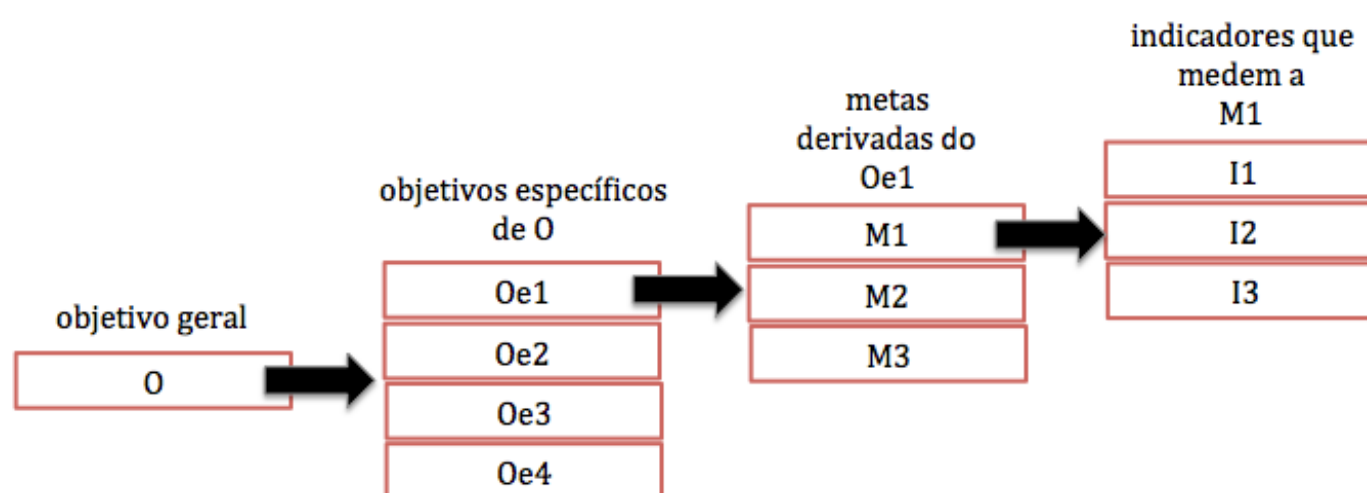 objetivo geral
O
objetivos específicos
de O
Oe1
Oe2
Oe3
Oe4
metas
derivadas do
Oe1
M1
M2
M3
indicadores que
medem a
M1
I1
I2
I3